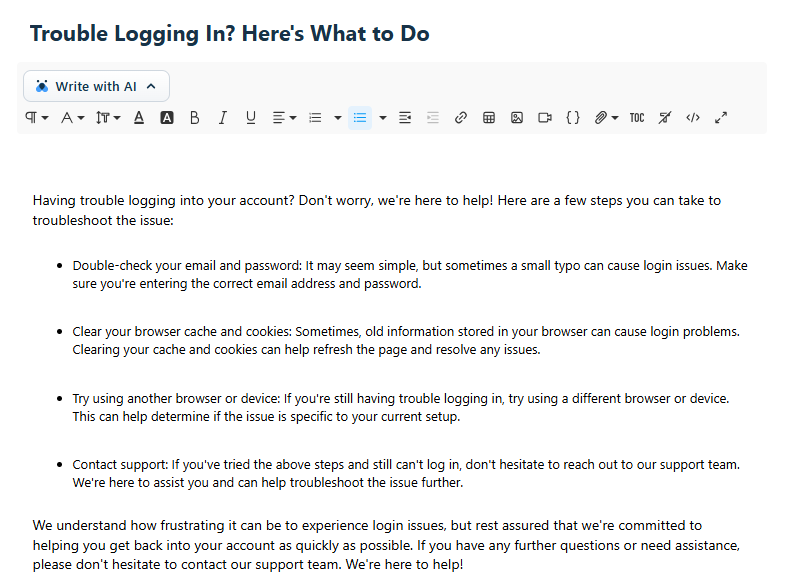 Trouble Logging In? Here's What to Do
Write with AI
A
T
A
A
B
I
U
{}
TOC
</>
Having trouble logging into your account? Don't worry, we're here to help! Here are a few steps you can take to
troubleshoot the issue:
• Double-check your email and password: It may seem simple, but sometimes a small typo can cause login issues. Make
sure you're entering the correct email address and password.
• Clear your browser cache and cookies: Sometimes, old information stored in your browser can cause login problems.
Clearing your cache and cookies can help refresh the page and resolve any issues.
• Try using another browser or device: If you're still having trouble logging in, try using a different browser or device.
This can help determine if the issue is specific to your current setup.
• Contact support: If you've tried the above steps and still can't log in, don't hesitate to reach out to our support team.
We're here to assist you and can help troubleshoot the issue further.
We understand how frustrating it can be to experience login issues, but rest assured that we're committed to
helping you get back into your account as quickly as possible. If you have any further questions or need assistance,
please don't hesitate to contact our support team. We're here to help!